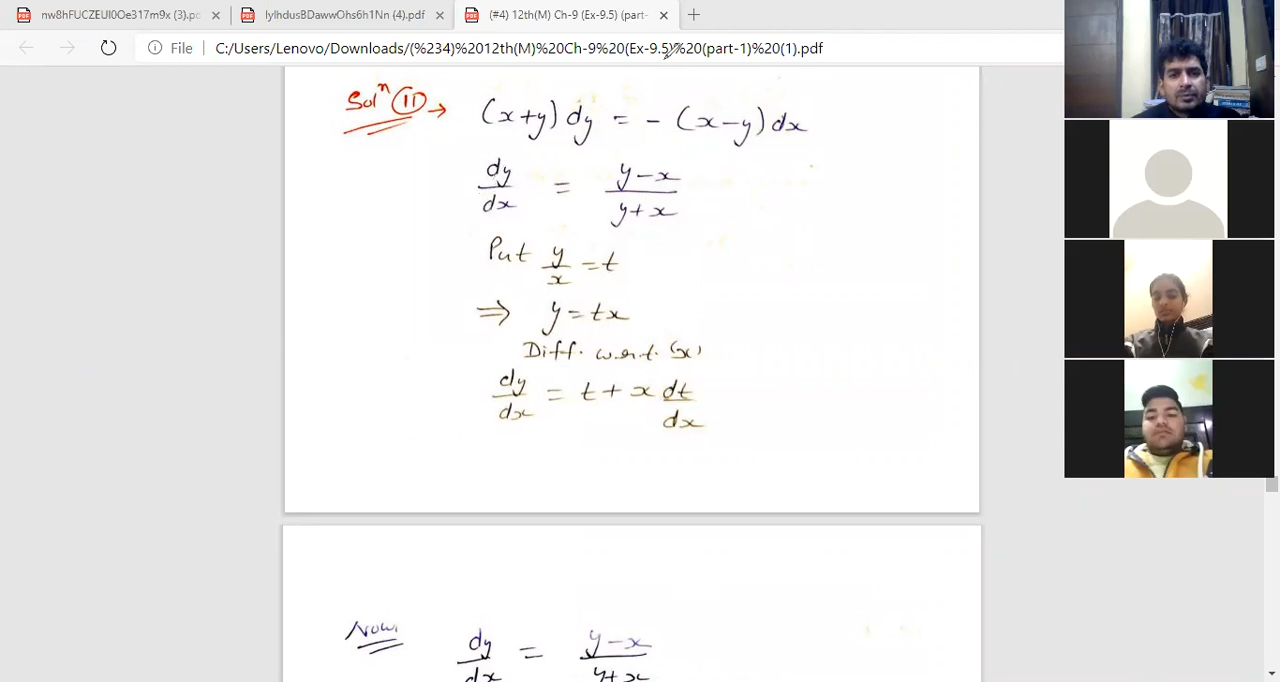 nw8hFUCZEUI0Oe317m9x (3).p
lylhdusBDawwOhs6h1Nn (4).pdf
(#4) 12th(M) Ch-9 (Ex-9.5) (part-
File
C:/Users/Lenovo/Downloads/(%234)%2012th(M)%20Ch-9%20(Ex-9.5)%20(part-1)%20(1).pdf
Solⁿ (11) → (x+y) dy = - (x-y) dx
dy/dx = y-x/y+x
Put y/x = t
⇒ y = tx
Diff. w.r.t. (x)
dy/dx = t + x dt/dx
Now,
dy/dx = y-x/y+x